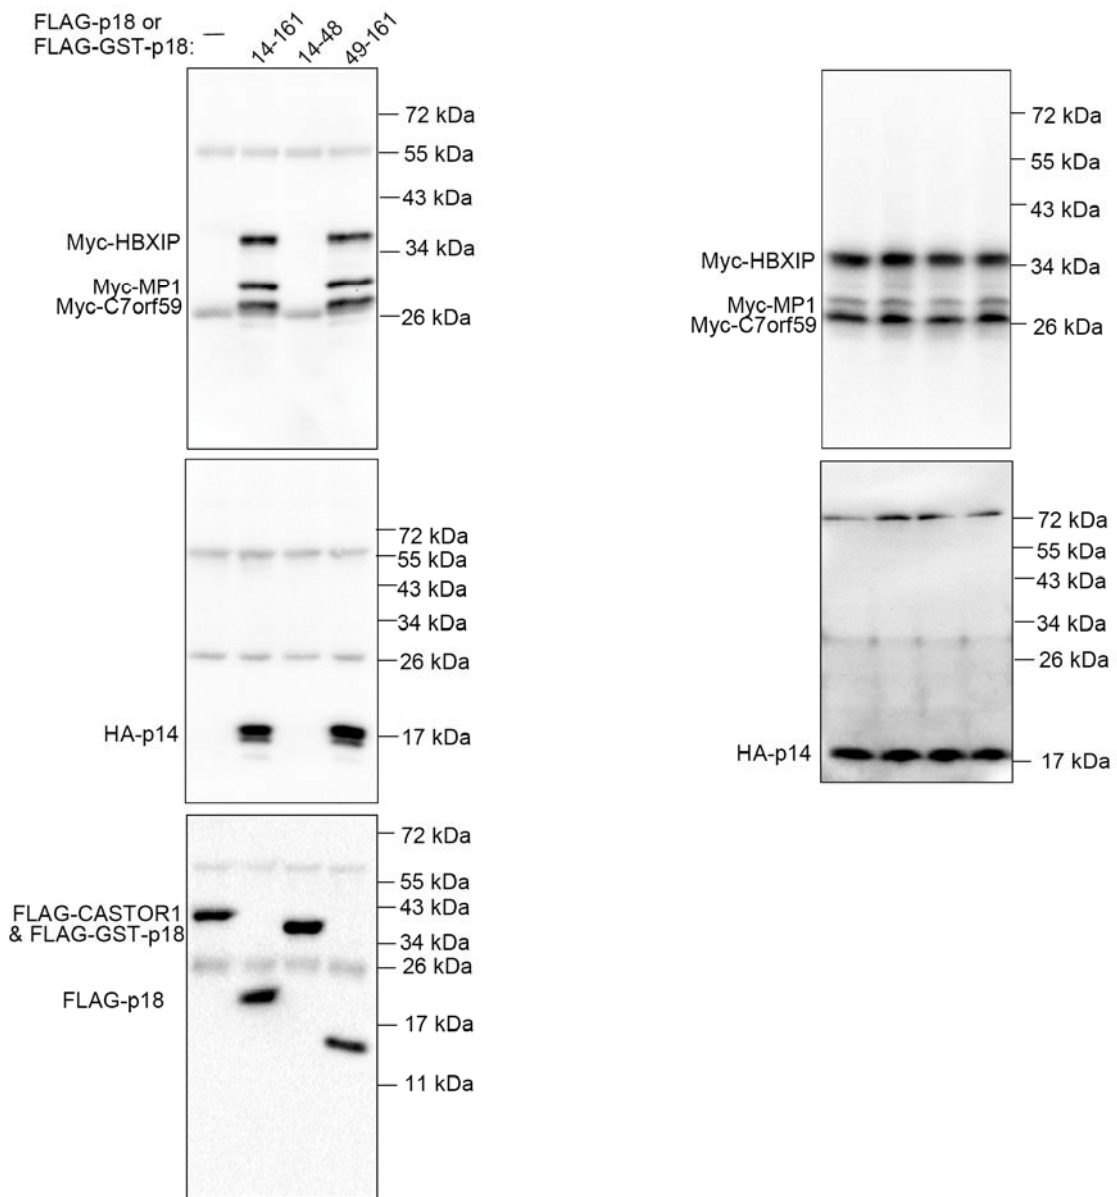 FLAG-p18 or
FLAG-GST-p18: — 14-161 14-48 49-161
72 kDa
55 kDa
43 kDa
Myc-HBXIP
34 kDa
Myc-MP1
Myc-C7orf59
26 kDa
72 kDa
55 kDa
43 kDa
34 kDa
26 kDa
HA-p14
17 kDa
72 kDa
55 kDa
FLAG-CASTOR1
43 kDa
& FLAG-GST-p18
34 kDa
26 kDa
FLAG-p18
17 kDa
11 kDa
72 kDa
55 kDa
43 kDa
Myc-HBXIP
34 kDa
Myc-MP1
Myc-C7orf59
26 kDa
72 kDa
55 kDa
43 kDa
34 kDa
26 kDa
HA-p14
17 kDa